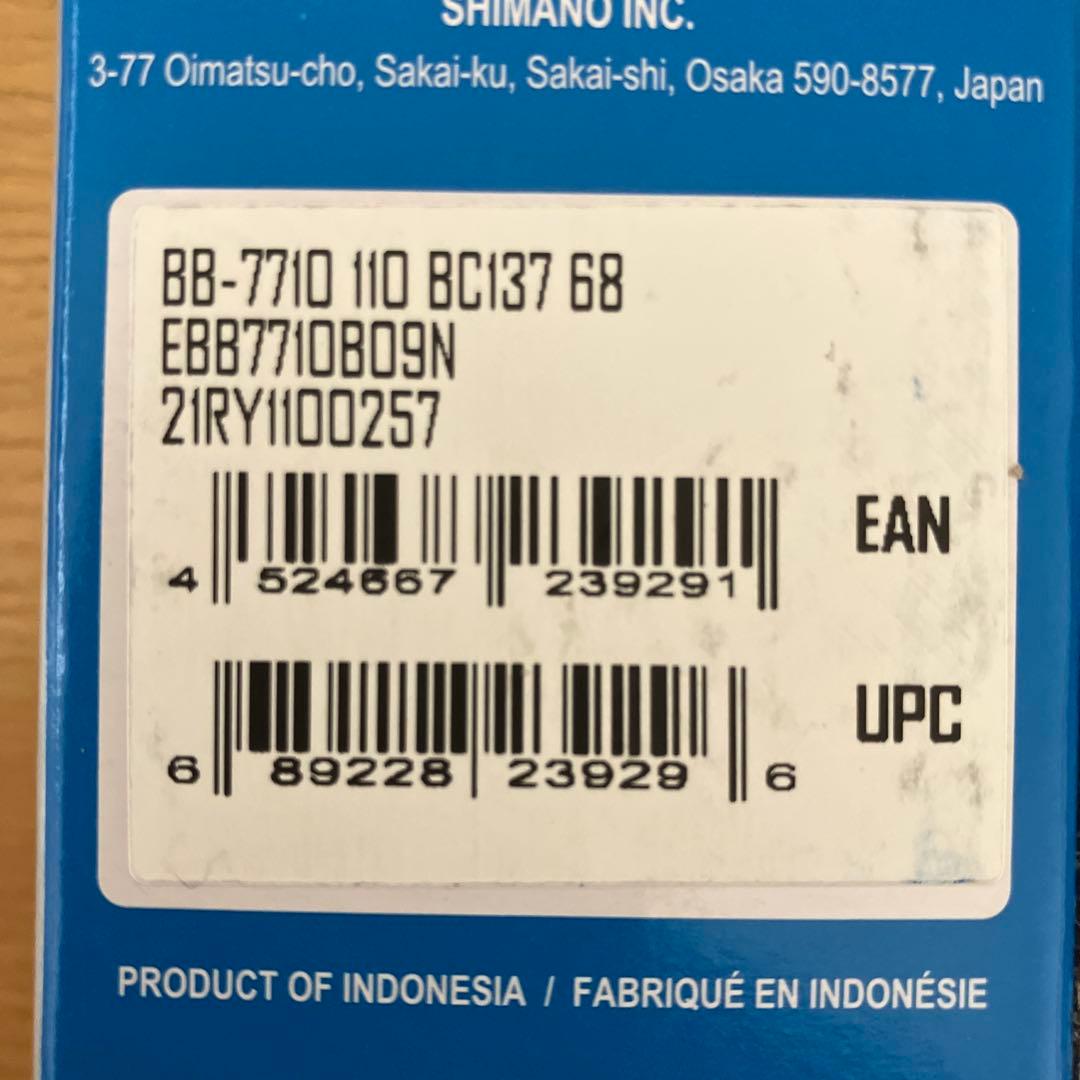 SHIMANO INC.
3-77 Oimatsu-cho, Sakai-ku, Sakai-shi, Osaka 590-8577, Japan
BB-7710 110 BC137 68
EBB7710B09N
21RY1100257
4 524667 239291 EAN
6 89228 23929 6 UPC
PRODUCT OF INDONESIA / FABRIQUÉ EN INDONÉSIE